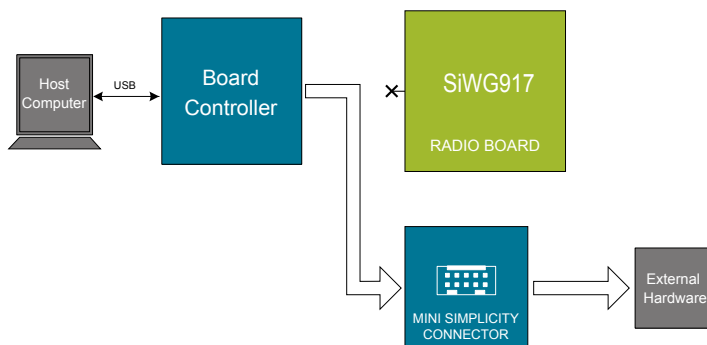 Host
Computer
USB
Board
Controller
SiWG917
RADIO BOARD
MINI SIMPLICITY
CONNECTOR
External
Hardware